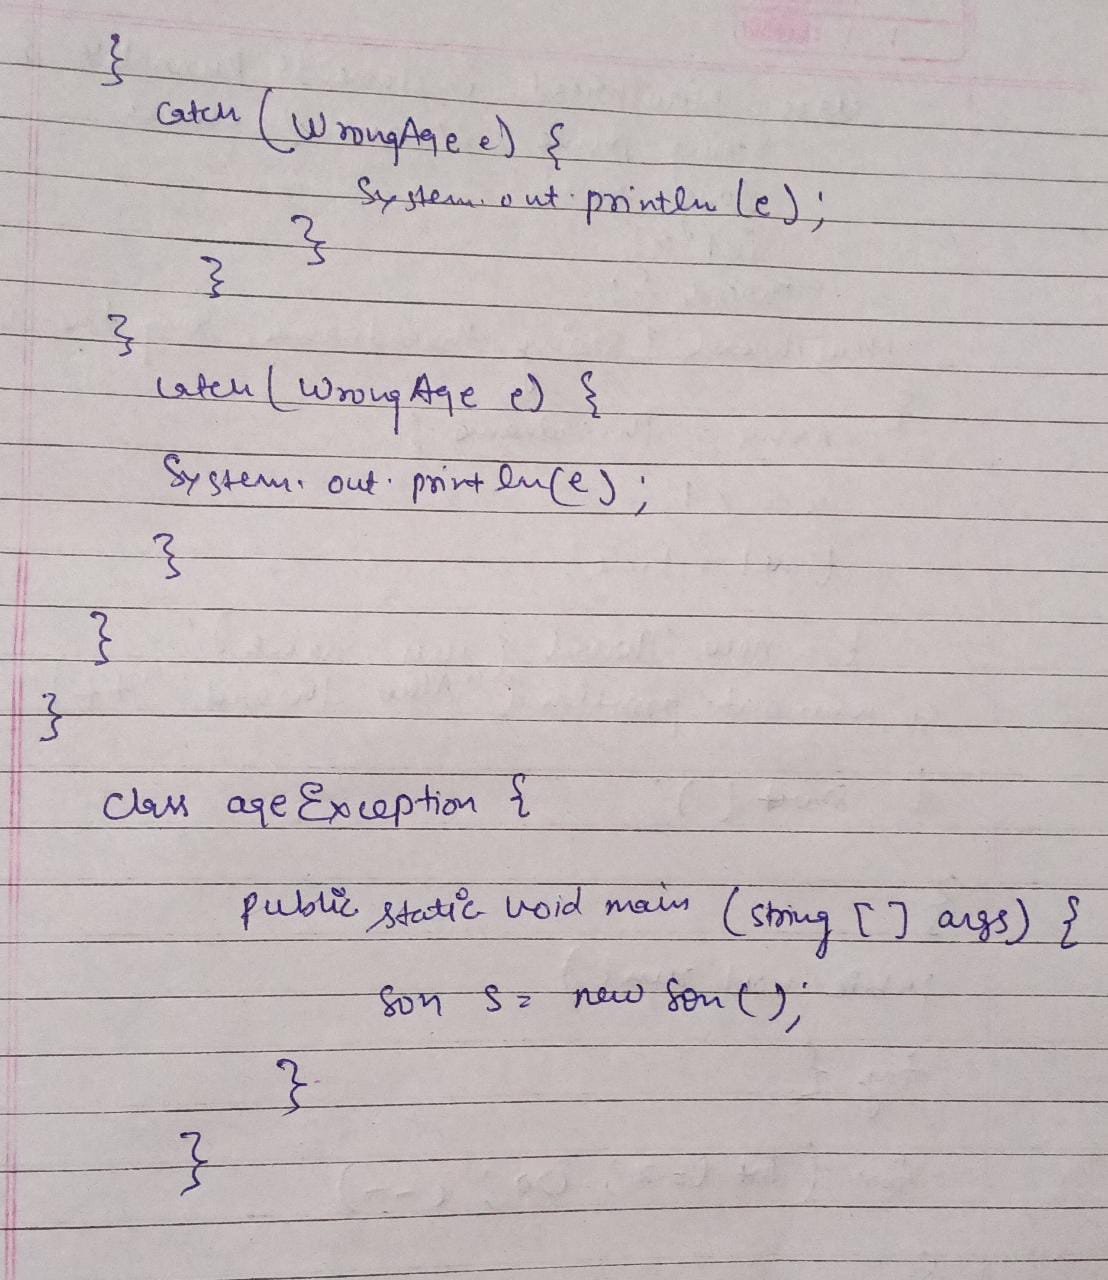 }
catch (WrongAge e) {
System.out.println(e);
}
}
}
catch (WrongAge e) {
System.out.println(e);
}
}
}
class ageException {
public static void main (string [] args) {
Son s = new Son();
}
}